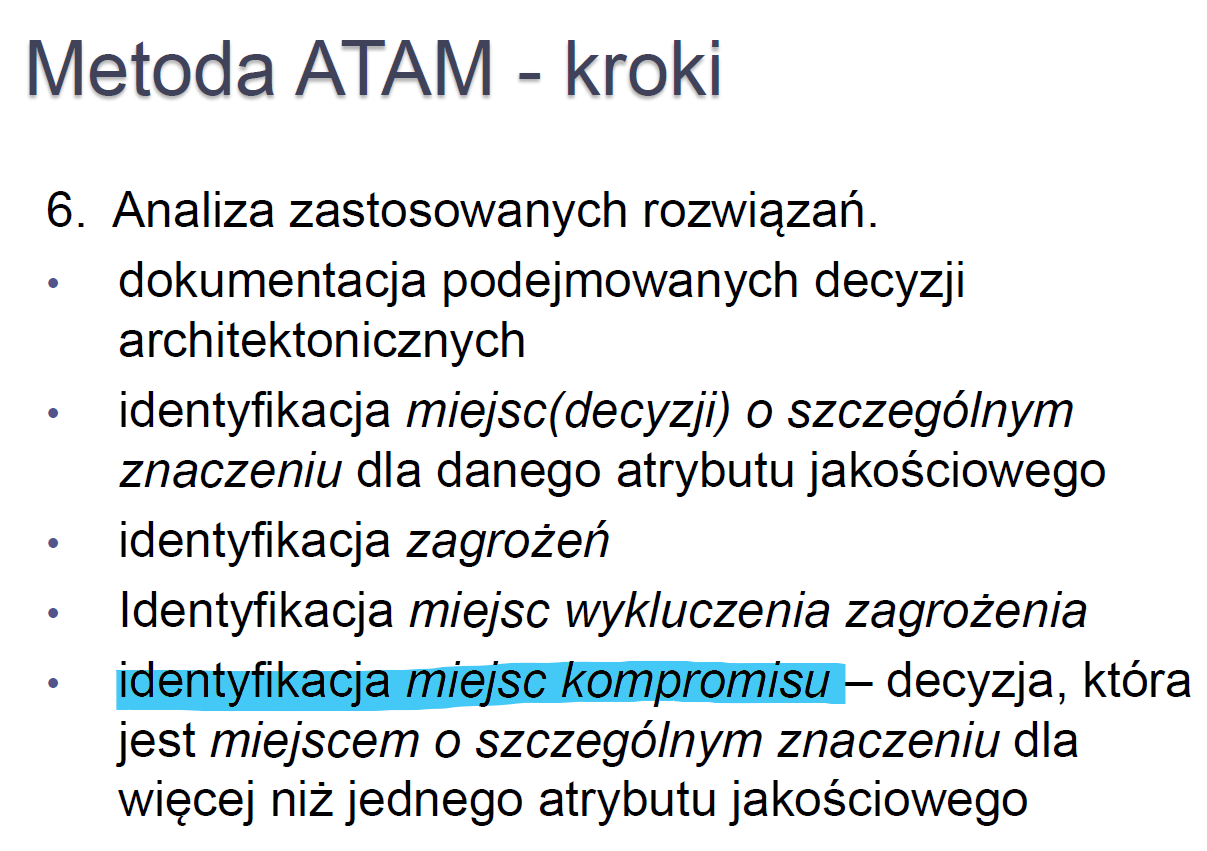 Metoda ATAM - kroki
6. Analiza zastosowanych rozwiązań.
• dokumentacja podejmowanych decyzji
architektonicznych
• identyfikacja miejsc(decyzji) o szczególnym
znaczeniu dla danego atrybutu jakościowego
• identyfikacja zagrożeń
• Identyfikacja miejsc wykluczenia zagrożenia
• identyfikacja miejsc kompromisu – decyzja, która
jest miejscem o szczególnym znaczeniu dla
więcej niż jednego atrybutu jakościowego